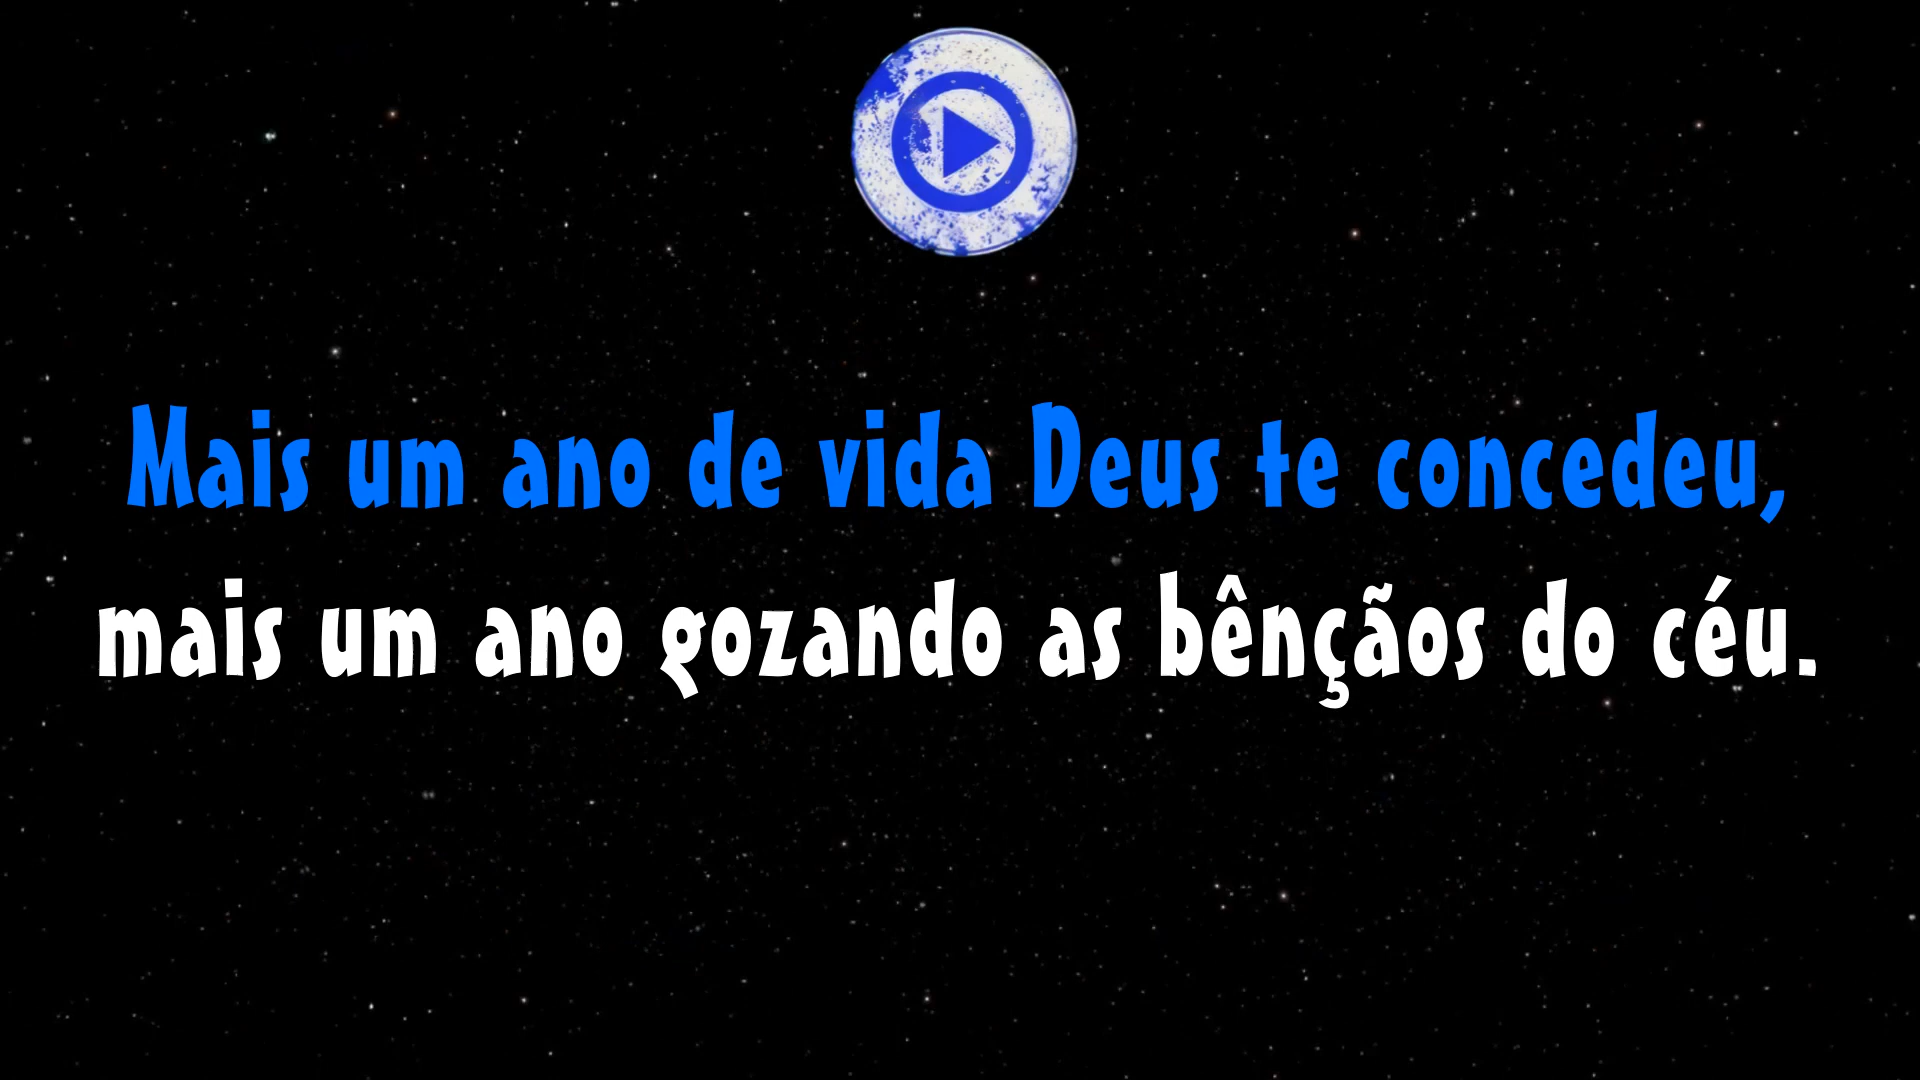 Mais um ano de vida Deus te concedeu,
mais um ano gozando as bênçãos do céu.